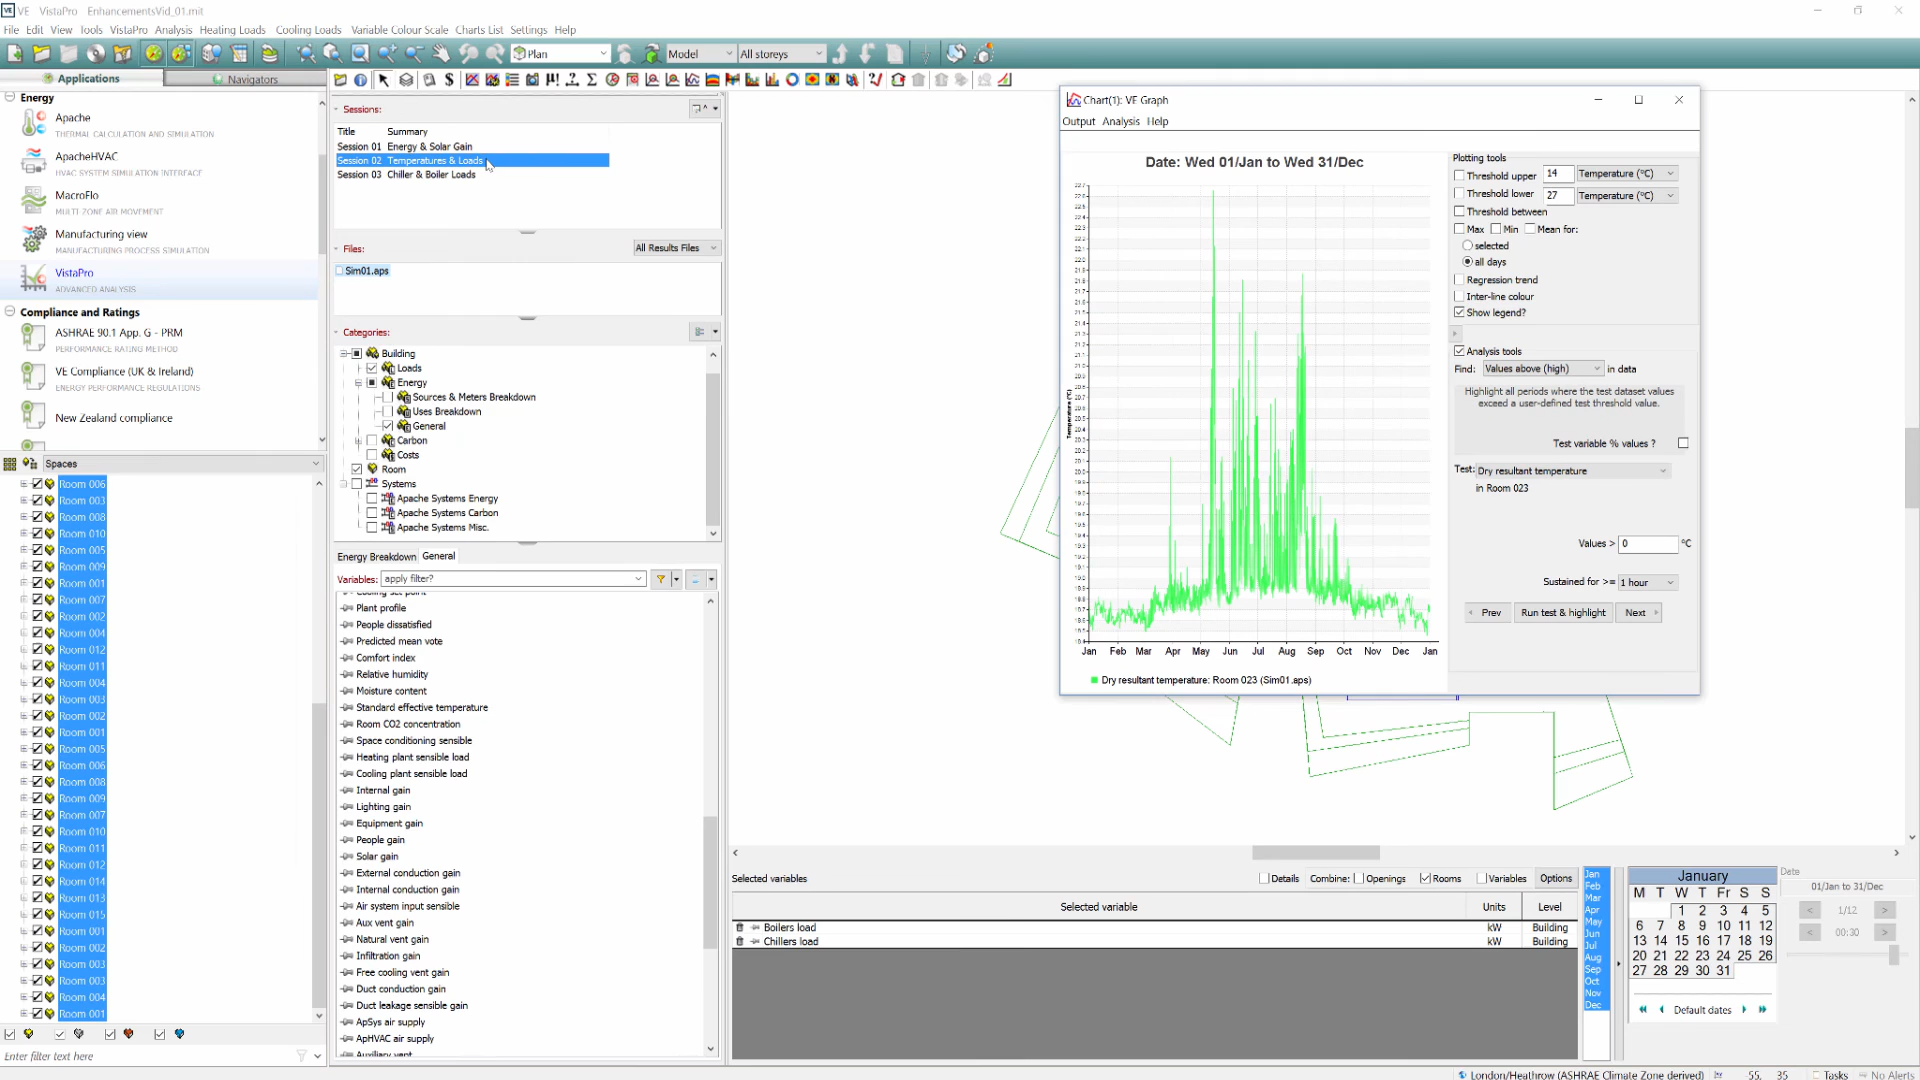 VE VistaPro EnhancementsVid_01.mit
File Edit View Tools VistaPro Analysis Heating Loads Cooling Loads Variable Colour Scale Charts List Settings Help
Plan Model All storeys
Applications Navigators
Energy
Apache
THERMAL CALCULATION AND SIMULATION
ApacheHVAC
HVAC SYSTEM SIMULATION INTERFACE
MacroFlo
MULTI-ZONE AIR MOVEMENT
Manufacturing view
MANUFACTURING PROCESS SIMULATION
VistaPro
ADVANCED ANALYSIS
Compliance and Ratings
ASHRAE 90.1 App. G - PRM
PERFORMANCE RATING METHOD
VE Compliance (UK & Ireland)
ENERGY PERFORMANCE REGULATIONS
New Zealand compliance
Spaces
Room 006
Room 003
Room 008
Room 010
Room 005
Room 009
Room 001
Room 007
Room 002
Room 004
Room 012
Room 011
Room 004
Room 003
Room 002
Room 001
Room 005
Room 006
Room 008
Room 009
Room 007
Room 010
Room 011
Room 012
Room 014
Room 013
Room 015
Room 001
Room 002
Room 003
Room 003
Room 004
Room 001
Enter filter text here
Sessions:
Title Summary
Session 01 Energy & Solar Gain
Session 02 Temperatures & Loads
Session 03 Chiller & Boiler Loads
Files: All Results Files
Sim01.aps
Categories:
Building
Loads
Energy
Sources & Meters Breakdown
Uses Breakdown
General
Carbon
Costs
Room
Systems
Apache Systems Energy
Apache Systems Carbon
Apache Systems Misc.
Energy Breakdown General
Variables: apply filter?
Cooling set point
Plant profile
People dissatisfied
Predicted mean vote
Comfort index
Relative humidity
Moisture content
Standard effective temperature
Room CO2 concentration
Space conditioning sensible
Heating plant sensible load
Cooling plant sensible load
Internal gain
Lighting gain
Equipment gain
People gain
Solar gain
External conduction gain
Internal conduction gain
Air system input sensible
Aux vent gain
Natural vent gain
Infiltration gain
Free cooling vent gain
Duct conduction gain
Duct leakage sensible gain
ApSys air supply
ApHVAC air supply
Auxiliary vent
Chart(1): VE Graph
Output Analysis Help
Date: Wed 01/Jan to Wed 31/Dec
Temperature (°C)
Jan Feb Mar Apr May Jun Jul Aug Sep Oct Nov Dec Jan
Dry resultant temperature: Room 023 (Sim01.aps)
Plotting tools
Threshold upper 14 Temperature (°C)
Threshold lower 27 Temperature (°C)
Threshold between
Max Min Mean for:
selected
all days
Regression trend
Inter-line colour
Show legend?
Analysis tools
Find: Values above (high) in data
Highlight all periods where the test dataset values
exceed a user-defined test threshold value.
Test variable % values ?
Test: Dry resultant temperature
in Room 023
Values > 0 °C
Sustained for >= 1 hour
Prev Run test & highlight Next
Selected variables Details Combine: Openings Rooms Variables Options
Selected variable Units Level
Boilers load kW Building
Chillers load kW Building
Jan
Feb
Mar
Apr
May
Jun
Jul
Aug
Sep
Oct
Nov
Dec
January
M T W T Fr S S
1 2 3 4 5
6 7 8 9 10 11 12
13 14 15 16 17 18 19
20 21 22 23 24 25 26
27 28 29 30 31
Default dates
Date
01/Jan to 31/Dec
< 1/12 >
< 00:30 >
London/Heathrow (ASHRAE Climate Zone derived) -55, 35 Tasks No Alerts